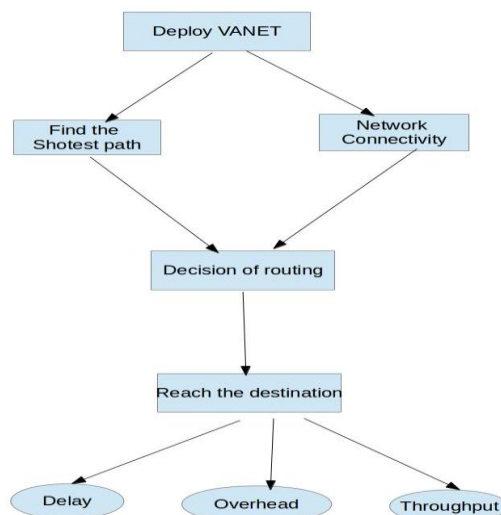 Deploy VANET
Find the
Shotest path
Network
Connectivity
Decision of routing
Reach the destination
Delay
Overhead
Throughput